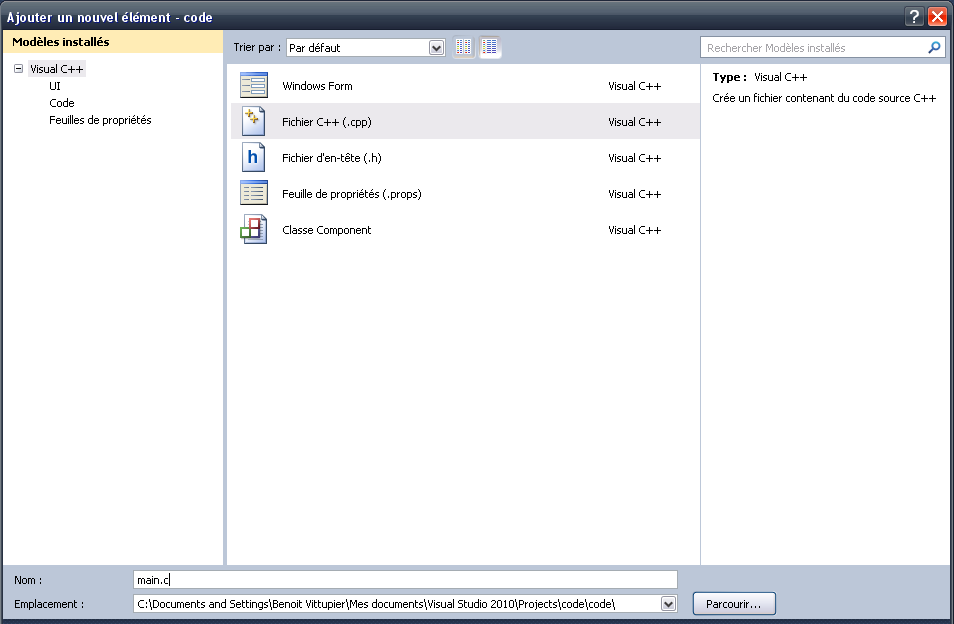 Ajouter un nouvel élément - code
Modèles installés
Visual C++
UI
Code
Feuilles de propriétés
Trier par : Par défaut
Windows Form Visual C++
Fichier C++ (.cpp) Visual C++
Fichier d'en-tête (.h) Visual C++
Feuille de propriétés (.props) Visual C++
Classe Component Visual C++
Rechercher Modèles installés
Type : Visual C++
Crée un fichier contenant du code source C++
Nom : main.c
Emplacement : C:\Documents and Settings\Benoit Vittupier\Mes documents\Visual Studio 2010\Projects\code\code\ Parcourir...